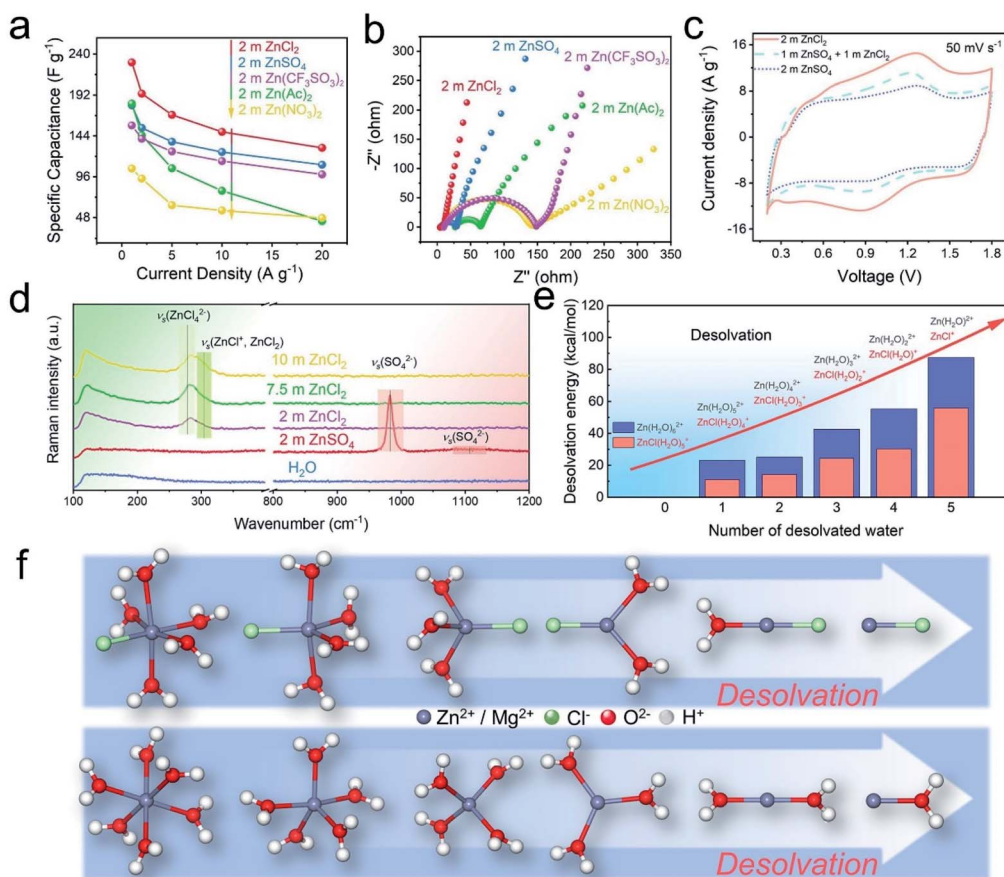 a
Specific Capacitance (F g⁻¹)
240
192
144
96
48
0
5
10
15
20
Current Density (A g⁻¹)
2 m ZnCl₂
2 m ZnSO₄
2 m Zn(CF₃SO₃)₂
2 m Zn(Ac)₂
2 m Zn(NO₃)₂
b
-Z'' (ohm)
300
250
200
150
100
50
0
0
50
100
150
200
250
300
350
Z'' (ohm)
2 m ZnSO₄
2 m Zn(CF₃SO₃)₂
2 m ZnCl₂
2 m Zn(Ac)₂
2 m Zn(NO₃)₂
c
Current density (A g⁻¹)
16
8
0
-8
-16
0.3
0.6
0.9
1.2
1.5
1.8
Voltage (V)
2 m ZnCl₂
50 mV s⁻¹
1 m ZnSO₄ + 1 m ZnCl₂
2 m ZnSO₄
d
Raman intensity (a.u.)
νₛ(ZnCl₄²⁻)
νₛ(ZnCl⁺, ZnCl₂)
νₛ(SO₄²⁻)
νₛ(SO₄²⁻)
10 m ZnCl₂
7.5 m ZnCl₂
2 m ZnCl₂
2 m ZnSO₄
H₂O
100
200
300
400
800
900
1000
1100
1200
Wavenumber (cm⁻¹)
e
Desolvation energy (kcal/mol)
120
100
80
60
40
20
0
Desolvation
Zn(H₂O)²⁺
ZnCl⁺
Zn(H₂O)₂²⁺
ZnCl(H₂O)⁺
Zn(H₂O)₃²⁺
ZnCl(H₂O)₂⁺
Zn(H₂O)₄²⁺
ZnCl(H₂O)₃⁺
Zn(H₂O)₅²⁺
ZnCl(H₂O)₄⁺
Zn(H₂O)₆²⁺
ZnCl(H₂O)₅⁺
0
1
2
3
4
5
Number of desolvated water
f
Desolvation
Zn²⁺ / Mg²⁺ Cl⁻ O²⁻ H⁺
Desolvation